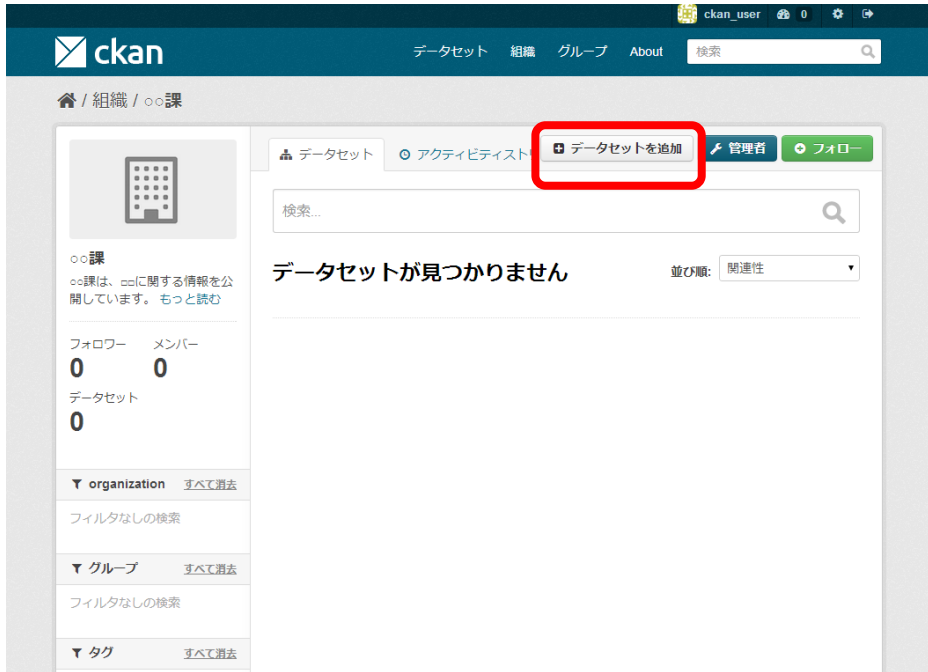 ckan_user 0
ckan データセット 組織 グループ About 検索
/ 組織 / ○○課
データセット アクティビティスト データセットを追加 管理者 フォロー
検索...
○○課
○○課は、□□に関する情報を公
開しています。 もっと読む
データセットが見つかりません 並び順: 関連性
フォロワー メンバー
0 0
データセット
0
organization すべて消去
フィルタなしの検索
グループ すべて消去
フィルタなしの検索
タグ すべて消去